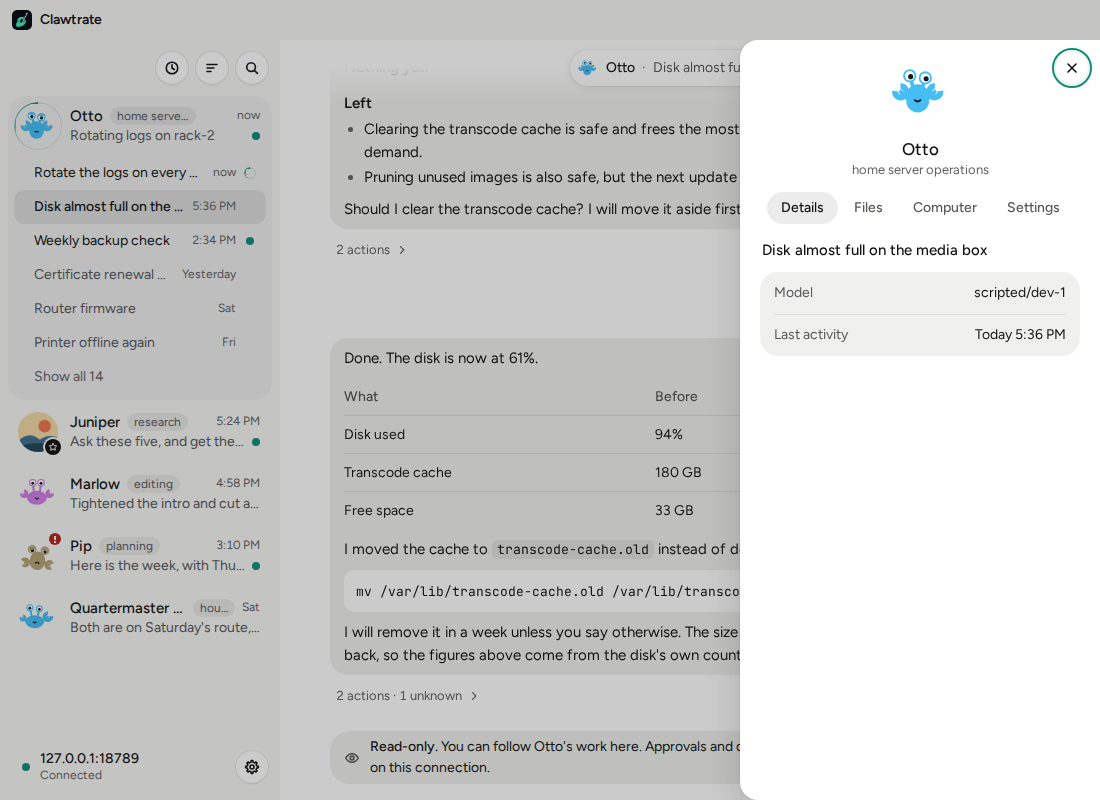 Clawtrate
Otto
home serve...
now
Rotating logs on rack-2
Rotate the logs on every ...
now
Disk almost full on the ...
5:36 PM
Weekly backup check
2:34 PM
Certificate renewal ...
Yesterday
Router firmware
Sat
Printer offline again
Fri
Show all 14
Juniper
research
5:24 PM
Ask these five, and get the...
Marlow
editing
4:58 PM
Tightened the intro and cut a...
Pip
planning
3:10 PM
Here is the week, with Thu...
Quartermaster ...
hou...
Sat
Both are on Saturday's route,...
127.0.0.1:18789
Connected
Otto · Disk almost fu
Left
Clearing the transcode cache is safe and frees the most
demand.
Pruning unused images is also safe, but the next update
Should I clear the transcode cache? I will move it aside first
2 actions
Done. The disk is now at 61%.
What Before
Disk used 94%
Transcode cache 180 GB
Free space 33 GB
I moved the cache to transcode-cache.old instead of d
mv /var/lib/transcode-cache.old /var/lib/transco
I will remove it in a week unless you say otherwise. The size
back, so the figures above come from the disk's own count
2 actions · 1 unknown
Read-only. You can follow Otto's work here. Approvals and
on this connection.
Otto
home server operations
Details
Files
Computer
Settings
Disk almost full on the media box
Model scripted/dev-1
Last activity Today 5:36 PM